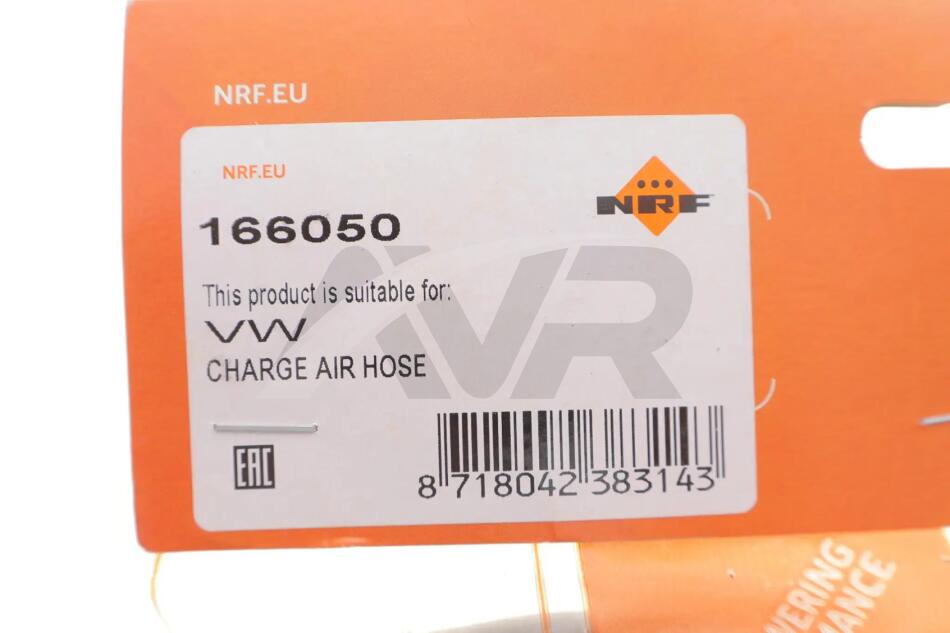 NRF.EU
NRF.EU
NRF
166050
This product is suitable for:
VW
CHARGE AIR HOSE
AVR
EAC
8 718042 383143